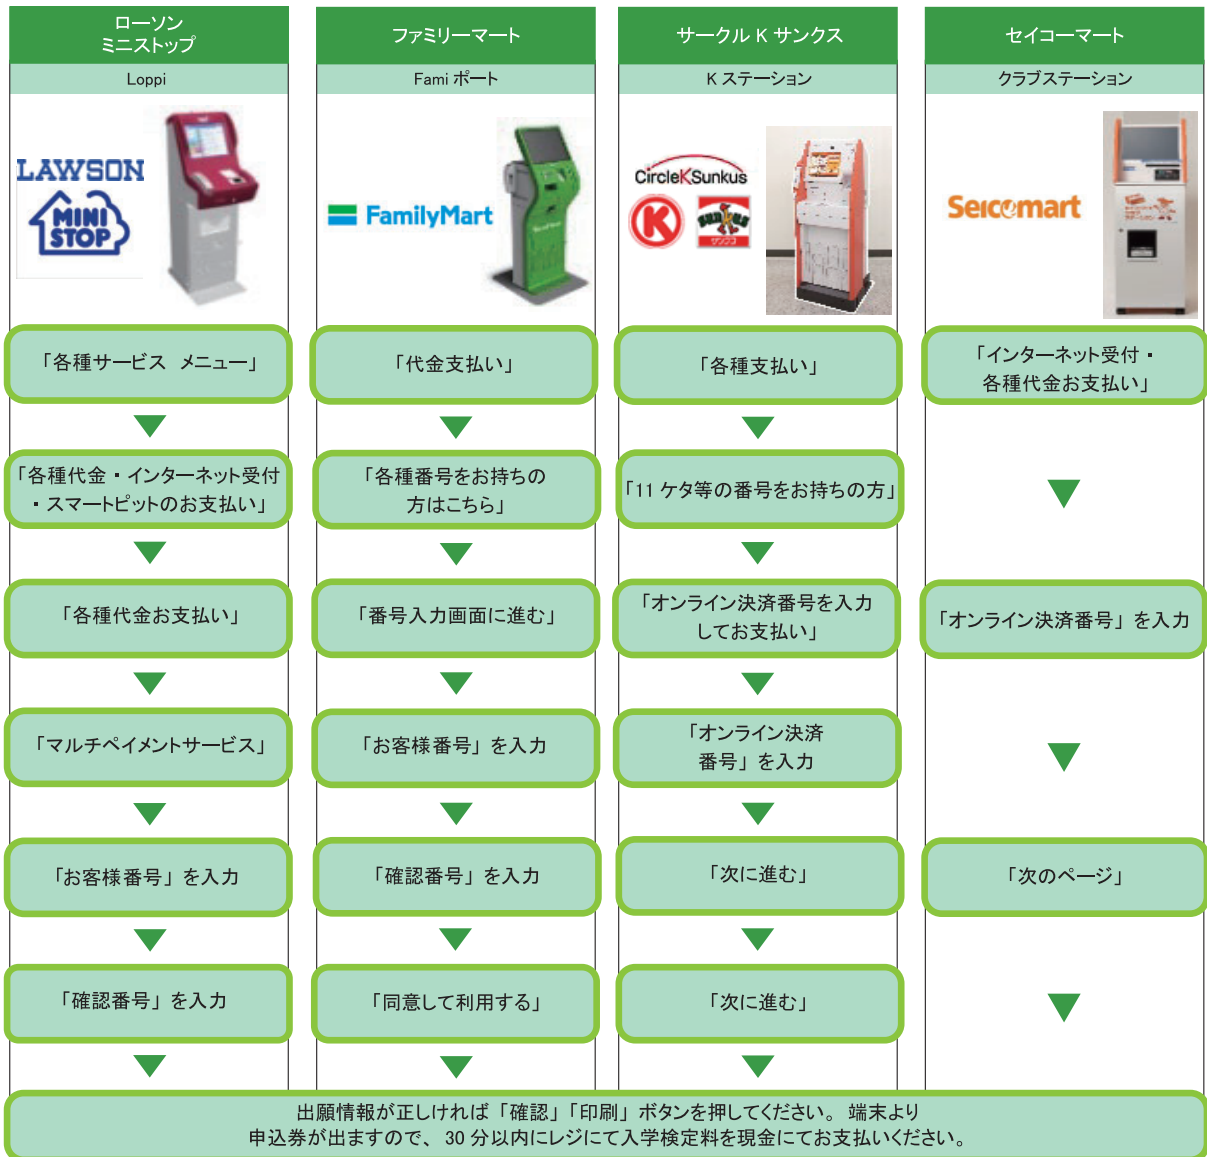 ローソン
ミニストップ
Loppi
LAWSON
MINI
STOP
「各種サービス メニュー」
「各種代金・インターネット受付
・スマートピットのお支払い」
「各種代金お支払い」
「マルチペイメントサービス」
「お客様番号」を入力
「確認番号」を入力
ファミリーマート
Fami ポート
FamilyMart
「代金支払い」
「各種番号をお持ちの
方はこちら」
「番号入力画面に進む」
「お客様番号」を入力
「確認番号」を入力
「同意して利用する」
サークル K サンクス
K ステーション
CircleKSunkus
K
sunkus
サンクス
「各種支払い」
「11 ケタ等の番号をお持ちの方」
「オンライン決済番号を入力
してお支払い」
「オンライン決済
番号」を入力
「次に進む」
「次に進む」
セイコーマート
クラブステーション
Seicomart
「インターネット受付・
各種代金お支払い」
「オンライン決済番号」を入力
「次のページ」
出願情報が正しければ「確認」「印刷」ボタンを押してください。端末より
申込券が出ますので、30 分以内にレジにて入学検定料を現金にてお支払いください。